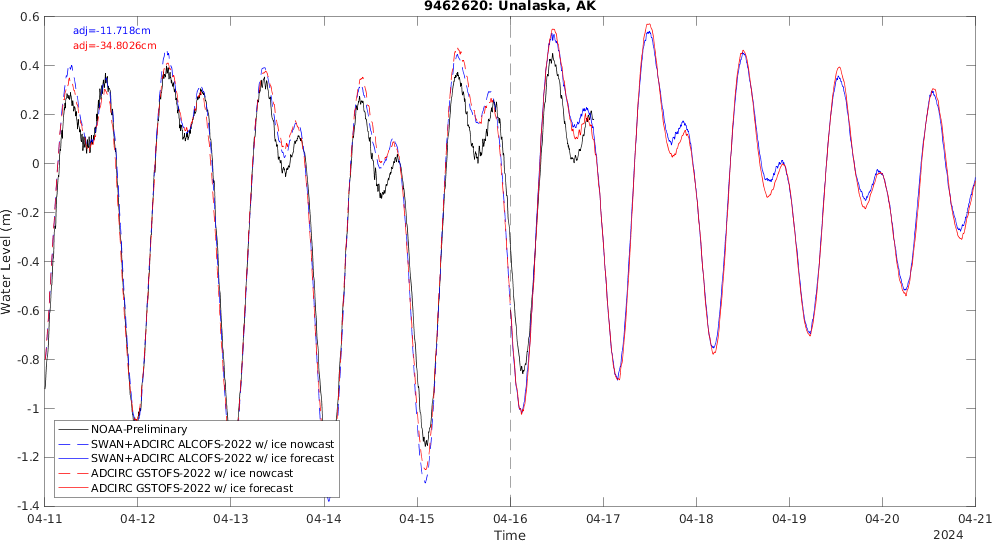 9462620: Unalaska, AK
adj=-11.718cm
adj=-34.8026cm
Water Level (m)
0.6
0.4
0.2
0
-0.2
-0.4
-0.6
-0.8
-1
-1.2
-1.4
NOAA-Preliminary
SWAN+ADCIRC ALCOFS-2022 w/ ice nowcast
SWAN+ADCIRC ALCOFS-2022 w/ ice forecast
ADCIRC GSTOFS-2022 w/ ice nowcast
ADCIRC GSTOFS-2022 w/ ice forecast
04-11 04-12 04-13 04-14 04-15 04-16 04-17 04-18 04-19 04-20 04-21
Time
2024